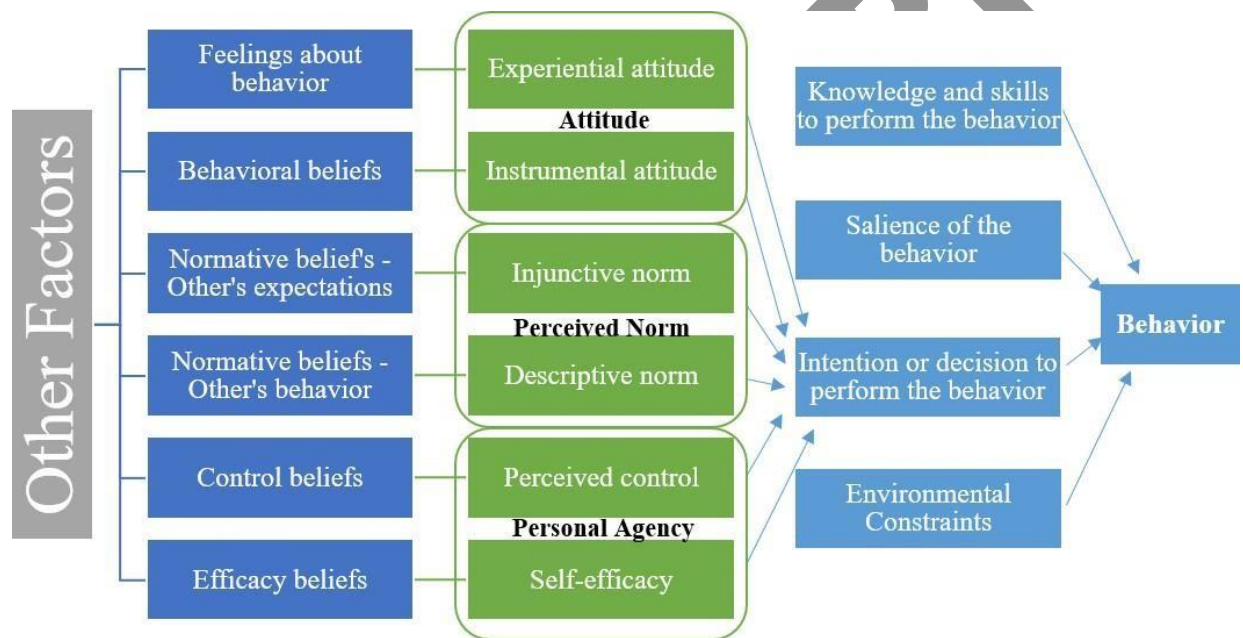 Other Factors
Feelings about
behavior
Behavioral beliefs
Normative belief's -
Other's expectations
Normative beliefs -
Other's behavior
Control beliefs
Efficacy beliefs
Experiential attitude
Attitude
Instrumental attitude
Injunctive norm
Perceived Norm
Descriptive norm
Perceived control
Personal Agency
Self-efficacy
Knowledge and skills
to perform the behavior
Salience of the
behavior
Intention or decision to
perform the behavior
Environmental
Constraints
Behavior